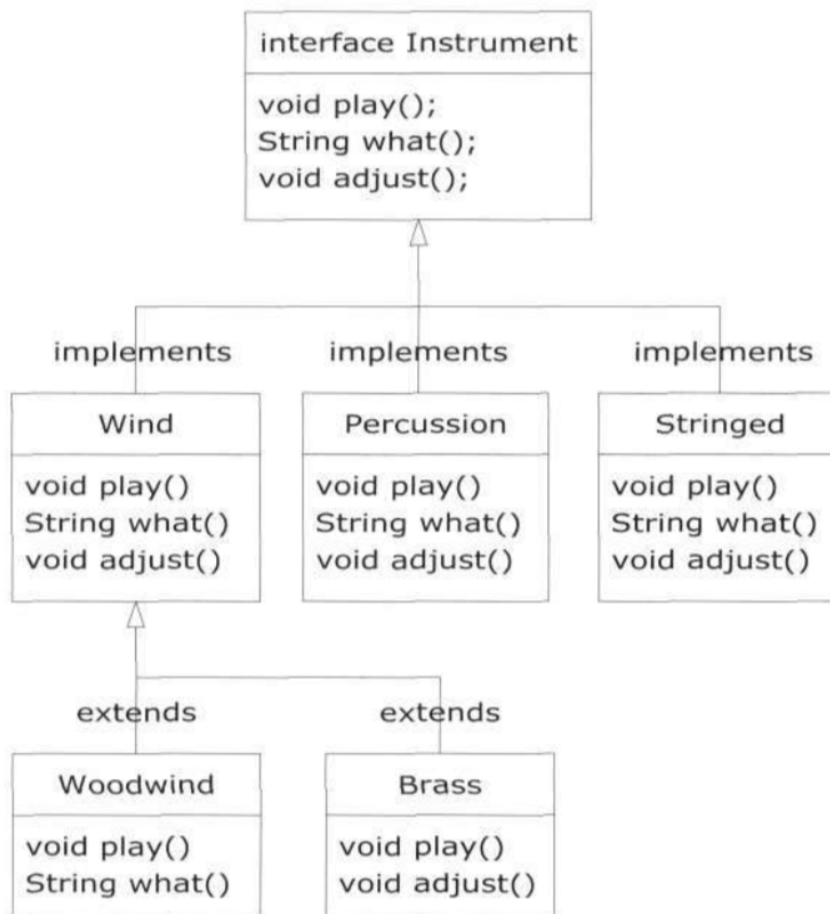 interface Instrument
void play();
String what();
void adjust();
implements
implements
implements
Wind
void play()
String what()
void adjust()
Percussion
void play()
String what()
void adjust()
Stringed
void play()
String what()
void adjust()
extends
extends
Woodwind
void play()
String what()
Brass
void play()
void adjust()